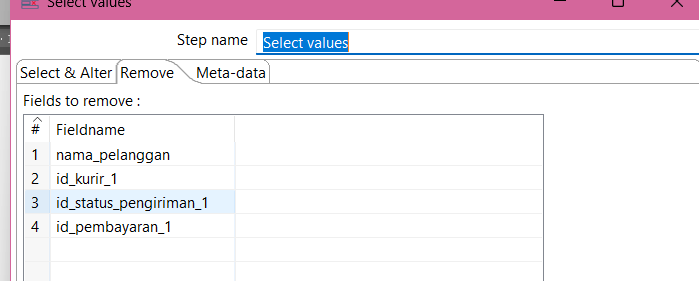 Select values
Step name Select values
Select & Alter Remove Meta-data
Fields to remove :
# Fieldname
1 nama_pelanggan
2 id_kurir_1
3 id_status_pengiriman_1
4 id_pembayaran_1